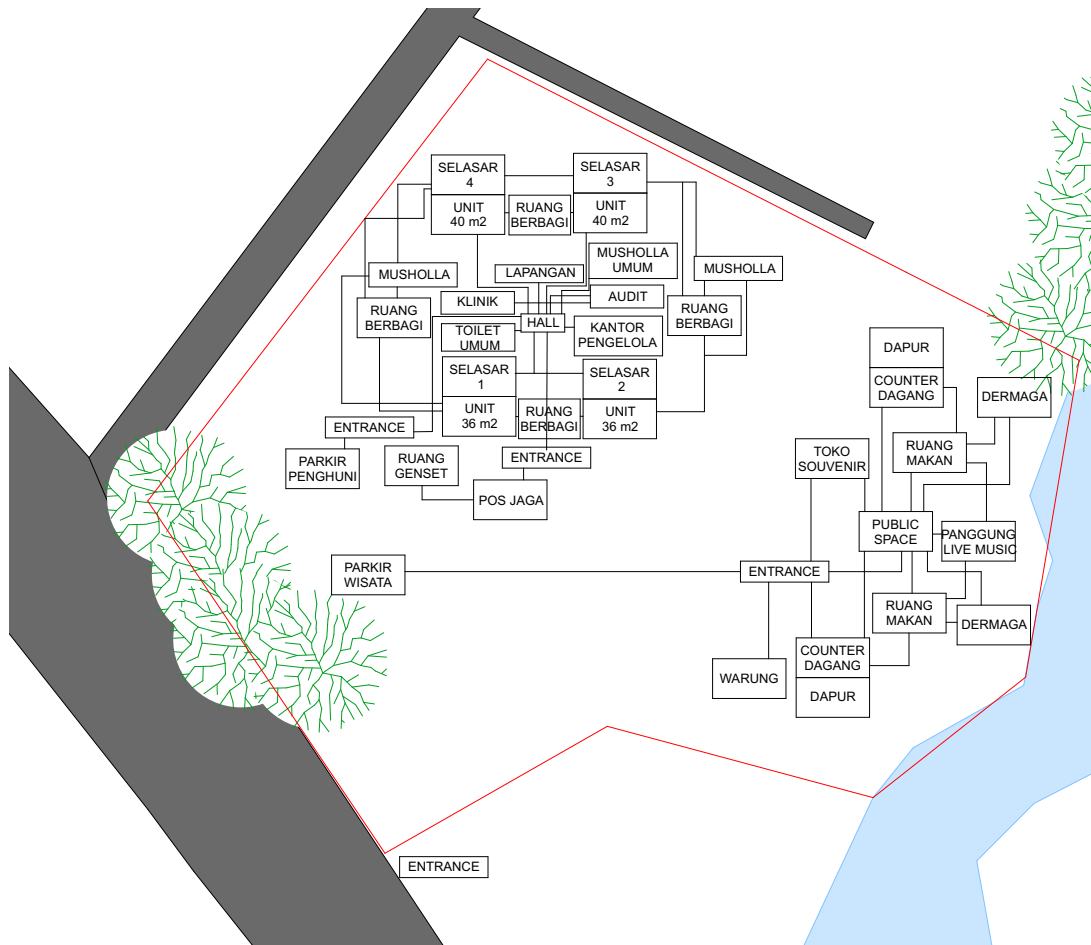 SELASAR
4
SELASAR
3
UNIT
40 m2
RUANG
BERBAGI
UNIT
40 m2
MUSHOLLA
UMUM
MUSHOLLA
LAPANGAN
MUSHOLLA
KLINIK
AUDIT
RUANG
BERBAGI
RUANG
BERBAGI
HALL
TOILET
UMUM
KANTOR
PENGELOLA
SELASAR
1
SELASAR
2
UNIT
36 m2
RUANG
BERBAGI
UNIT
36 m2
ENTRANCE
PARKIR
PENGHUNI
RUANG
GENSET
ENTRANCE
POS JAGA
DAPUR
COUNTER
DAGANG
DERMAGA
RUANG
MAKAN
TOKO
SOUVENIR
PUBLIC
SPACE
PANGGUNG
LIVE MUSIC
PARKIR
WISATA
ENTRANCE
RUANG
MAKAN
DERMAGA
COUNTER
DAGANG
WARUNG
DAPUR
ENTRANCE